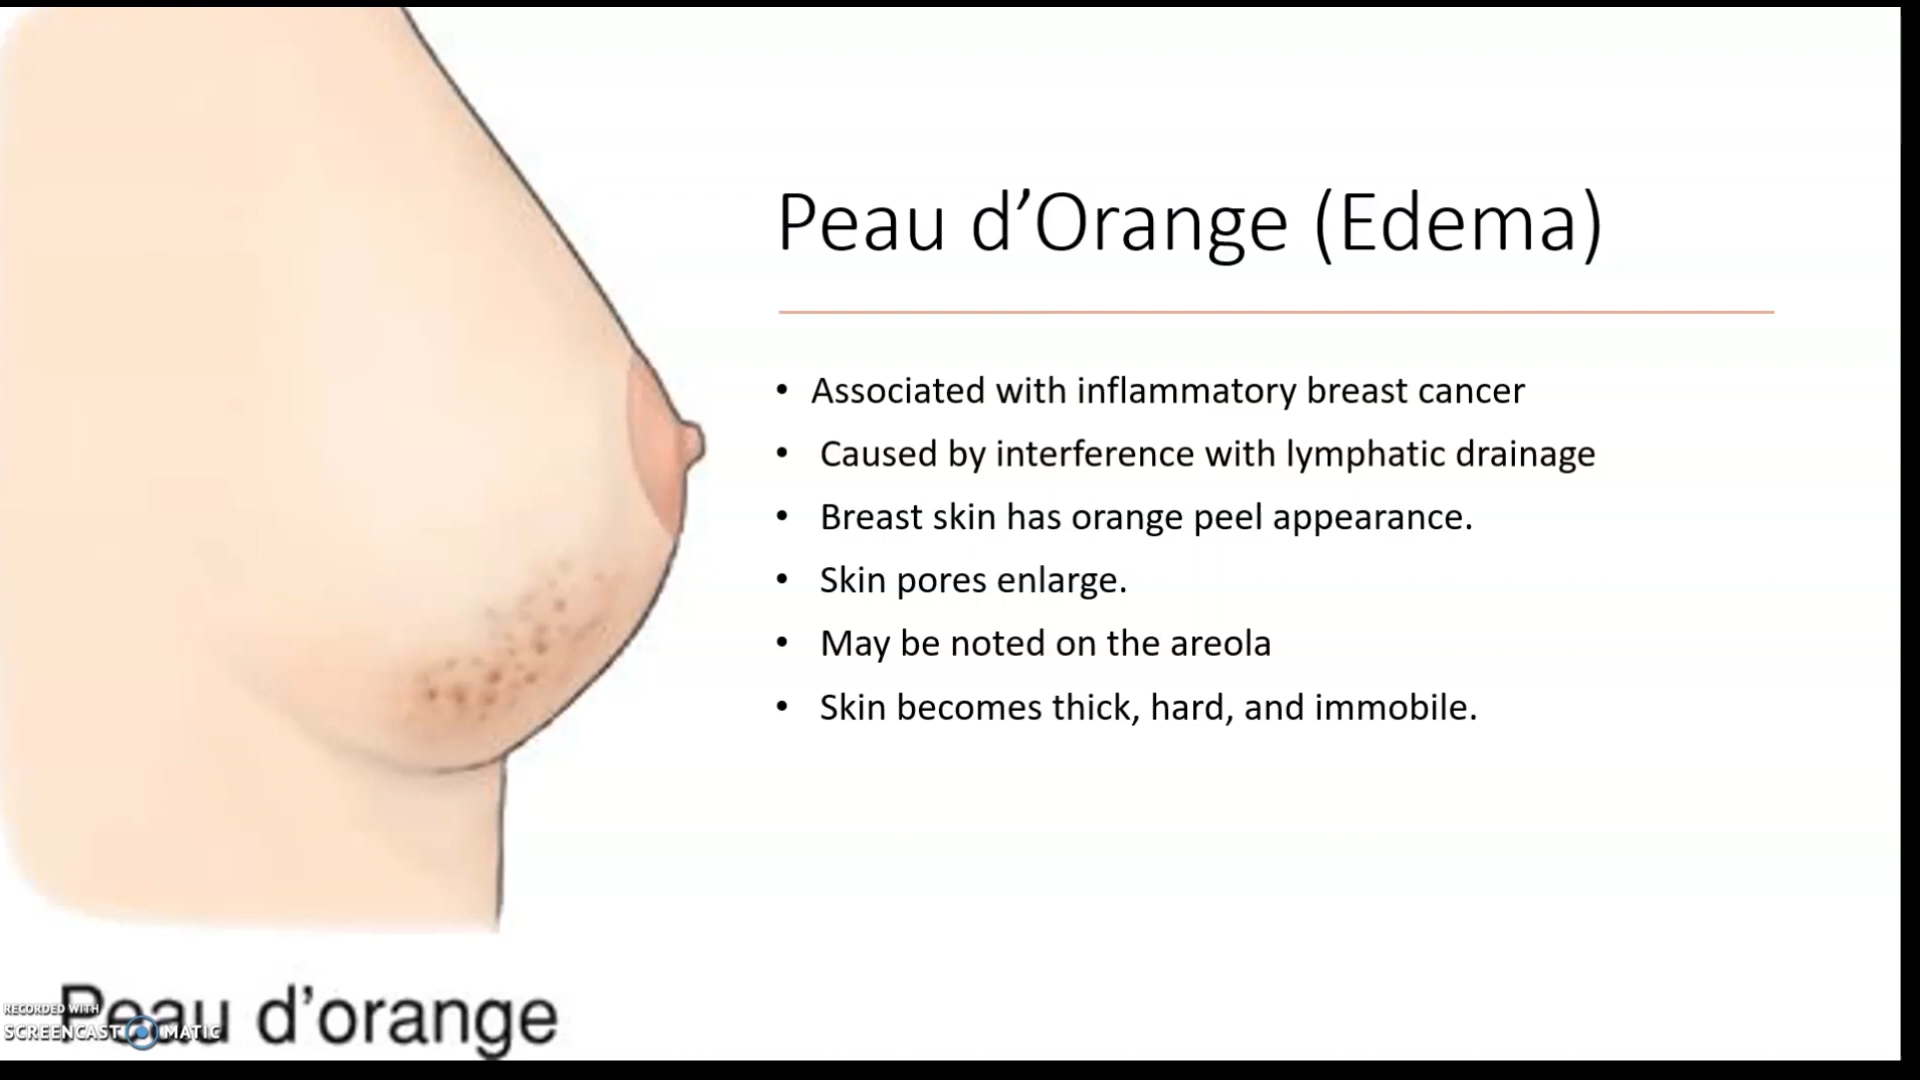 Peau d’Orange (Edema)
• Associated with inflammatory breast cancer
• Caused by interference with lymphatic drainage
• Breast skin has orange peel appearance.
• Skin pores enlarge.
• May be noted on the areola
• Skin becomes thick, hard, and immobile.
Peau d’orange
RECORDED WITH
SCREENCAST MATIC